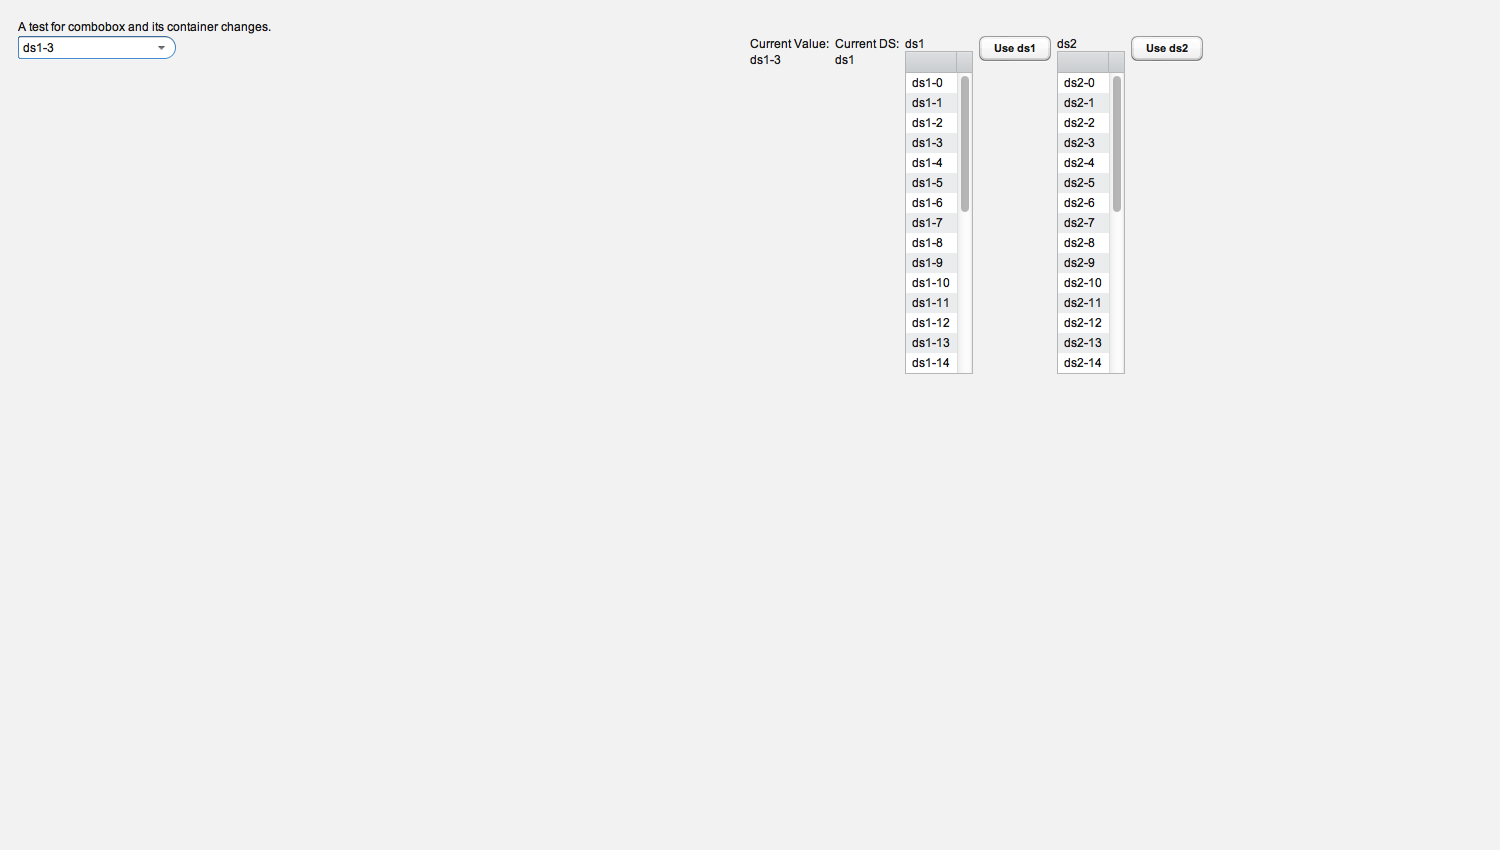 A test for combobox and its container changes.
ds1-3
Current Value:
ds1-3
Current DS:
ds1
ds1
ds1-0
ds1-1
ds1-2
ds1-3
ds1-4
ds1-5
ds1-6
ds1-7
ds1-8
ds1-9
ds1-10
ds1-11
ds1-12
ds1-13
ds1-14
Use ds1
ds2
ds2-0
ds2-1
ds2-2
ds2-3
ds2-4
ds2-5
ds2-6
ds2-7
ds2-8
ds2-9
ds2-10
ds2-11
ds2-12
ds2-13
ds2-14
Use ds2